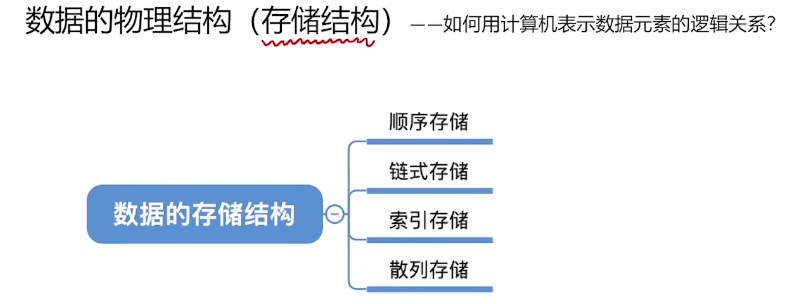 数据的物理结构（存储结构）——如何用计算机表示数据元素的逻辑关系？
顺序存储
链式存储
数据的存储结构
索引存储
散列存储